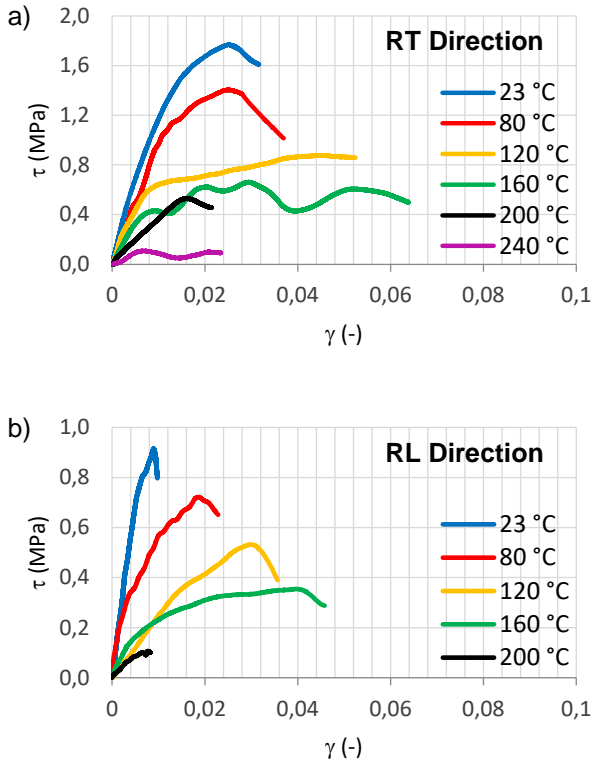 a)
RT Direction
2,0
1,6
1,2
0,8
0,4
0,0
τ (MPa)
23 °C
80 °C
120 °C
160 °C
200 °C
240 °C
0 0,02 0,04 0,06 0,08 0,1
γ (-)
b)
RL Direction
1,0
0,8
0,6
0,4
0,2
0,0
τ (MPa)
23 °C
80 °C
120 °C
160 °C
200 °C
0 0,02 0,04 0,06 0,08 0,1
γ (-)